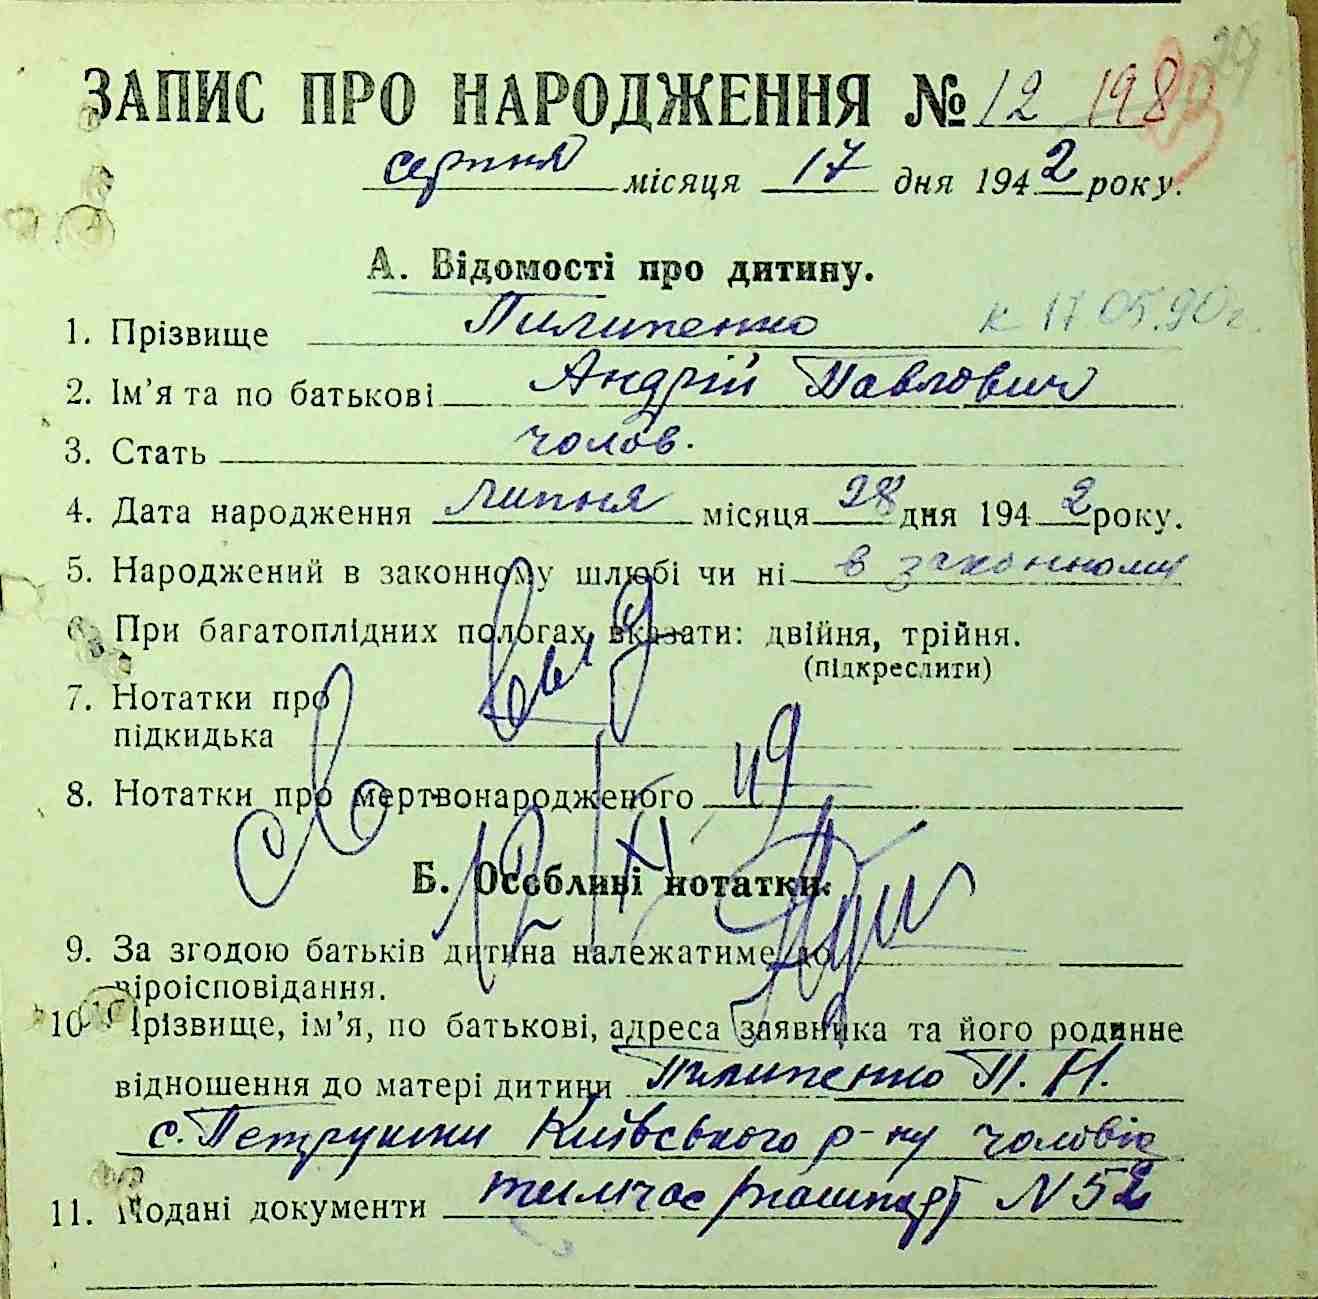 ЗАПИС ПРО НАРОДЖЕННЯ № 12 198
серпня місяця 17 дня 1942 року.
А. Відомості про дитину.
к 17 05.90г.
1. Прізвище Пилипенко
2. Ім'я та по батькові Андрій Павлович
3. Стать чолов.
4. Дата народження липня місяця 28 дня 1942 року.
5. Народжений в законному шлюбі чи ні в законному
6. При багатоплідних пологах вказати: двійня, трійня.
(підкреслити)
7. Нотатки про
підкидька
8. Нотатки про мертвонародженого
Б. Особливі нотатки.
9. За згодою батьків дитина належатиме до
віроісповідання.
10. Прізвище, ім'я, по батькові, адреса заявника та його родинне
відношення до матері дитини Пилипенко П. Н.
с. Петрушки Київського р-ну чоловік
11. Подані документи тимчас пашпорт N 52